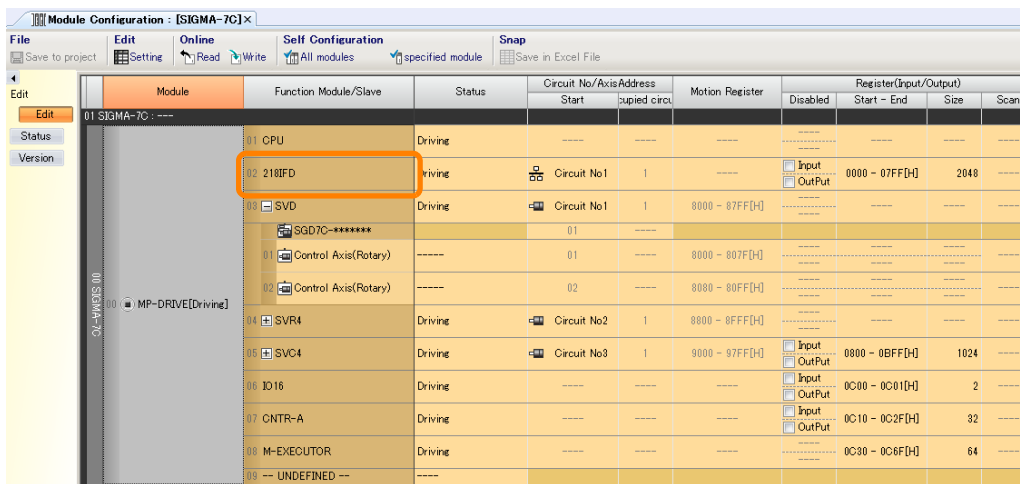 Module Configuration : [SIGMA-7C] ×
File Edit Online Self Configuration Snap
Save to project Setting Read Write All modules specified module Save in Excel File
Edit
Edit
Status
Version
Module Function Module/Slave Status Circuit No/AxisAddress Motion Register Register(Input/Output)
Start cupied circu Disabled Start - End Size Scan
01 SIGMA-7C : ---
00 SIGMA-7C
00 MP-DRIVE[Driving]
01 CPU Driving ---- ---- ---- ---- ---- ---- ---- ----
02 218IFD Driving Circuit No1 1 ---- Input OutPut 0000 - 07FF[H] 2048 ----
03 SVD Driving Circuit No1 1 8000 - 87FF[H] ---- ---- ---- ---- ----
SGD7C-******* 01 ----
01 Control Axis(Rotary) ----- 01 ---- 8000 - 807F[H] ---- ---- ---- ---- ---- ---- ----
02 Control Axis(Rotary) ----- 02 ---- 8080 - 80FF[H] ---- ---- ---- ---- ---- ---- ----
04 SVR4 Driving Circuit No2 1 8800 - 8FFF[H] ---- ---- ---- ---- ----
05 SVC4 Driving Circuit No3 1 9000 - 97FF[H] Input OutPut 0800 - 0BFF[H] 1024 ----
06 IO16 Driving ---- ---- ---- Input OutPut 0C00 - 0C01[H] 2 ----
07 CNTR-A Driving ---- ---- ---- Input OutPut 0C10 - 0C2F[H] 32 ----
08 M-EXECUTOR Driving ---- ---- ---- ---- ---- 0C30 - 0C6F[H] 64 ----
09 -- UNDEFINED -- ----